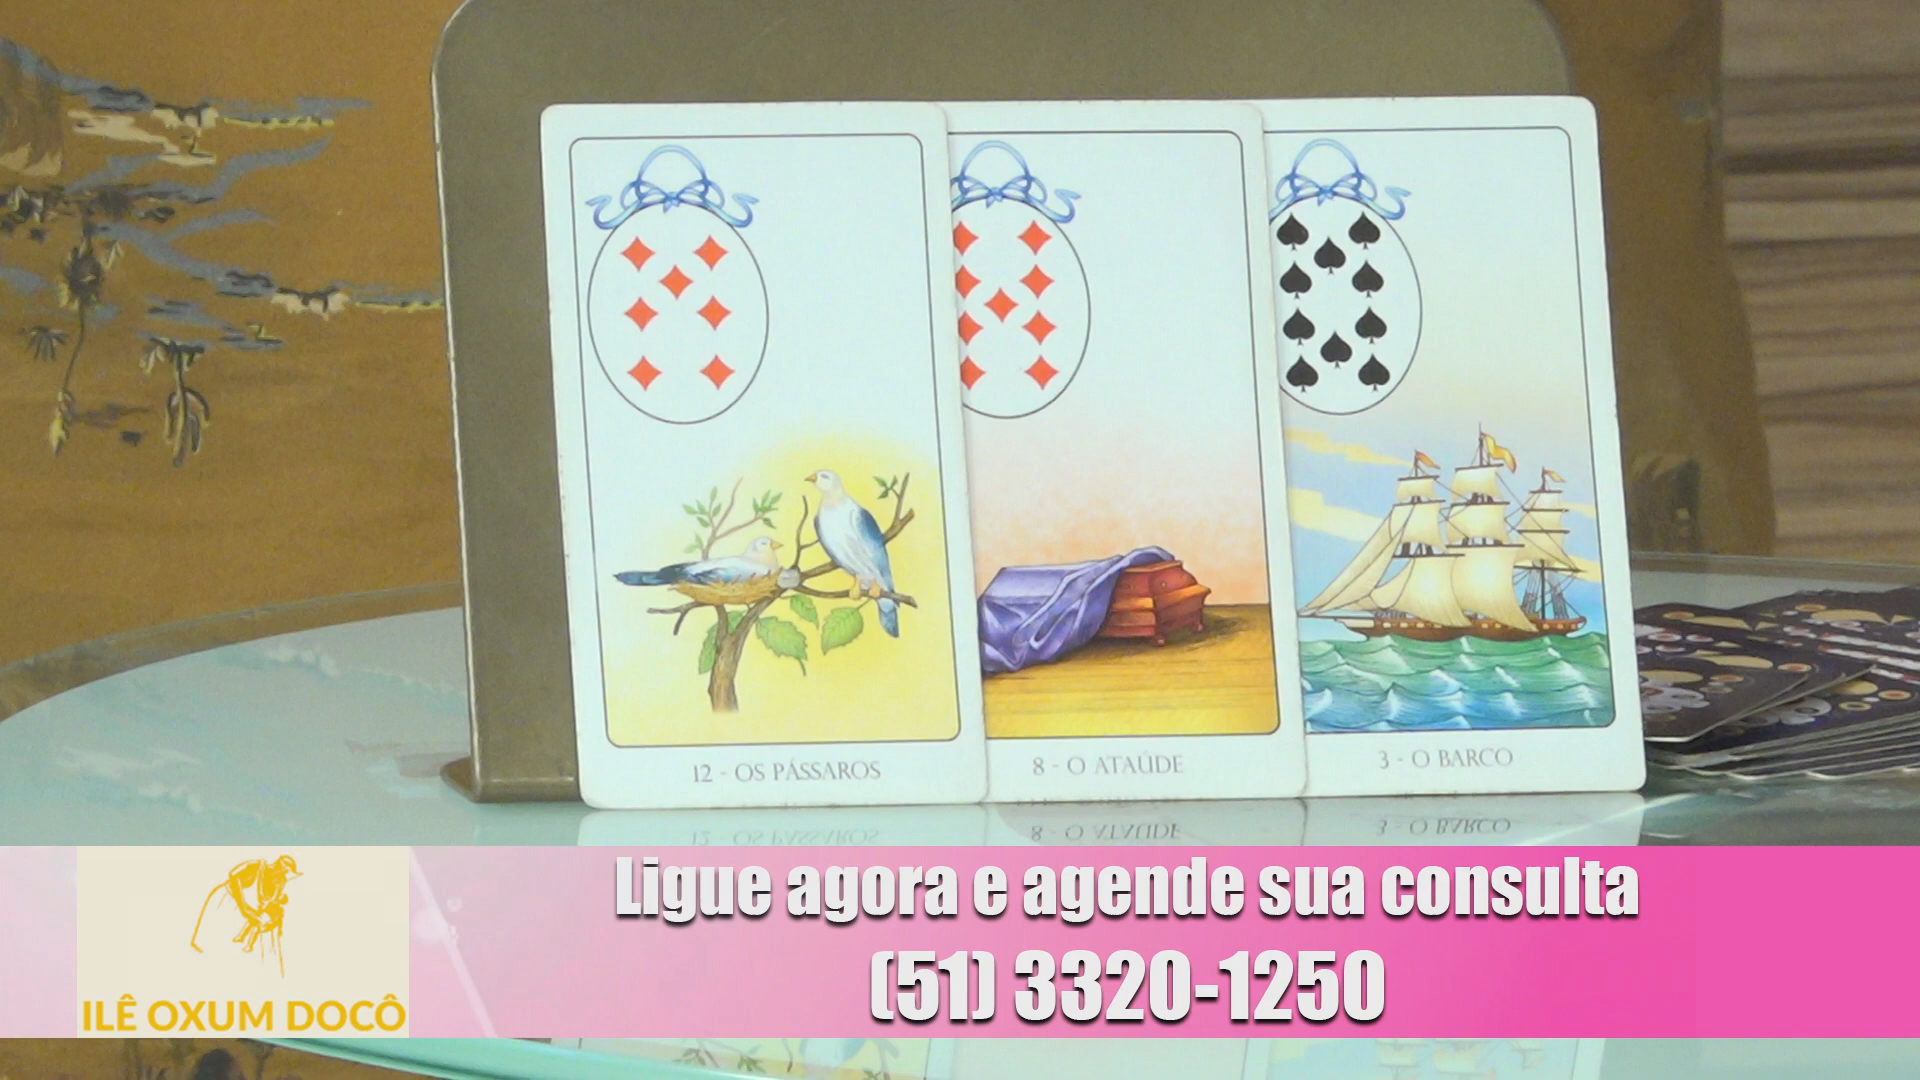 12 - OS PÁSSAROS
8 - O ATAÚDE
3 - O BARCO
Ligue agora e agende sua consulta
(51) 3320-1250
ILÊ OXUM DOCÔ